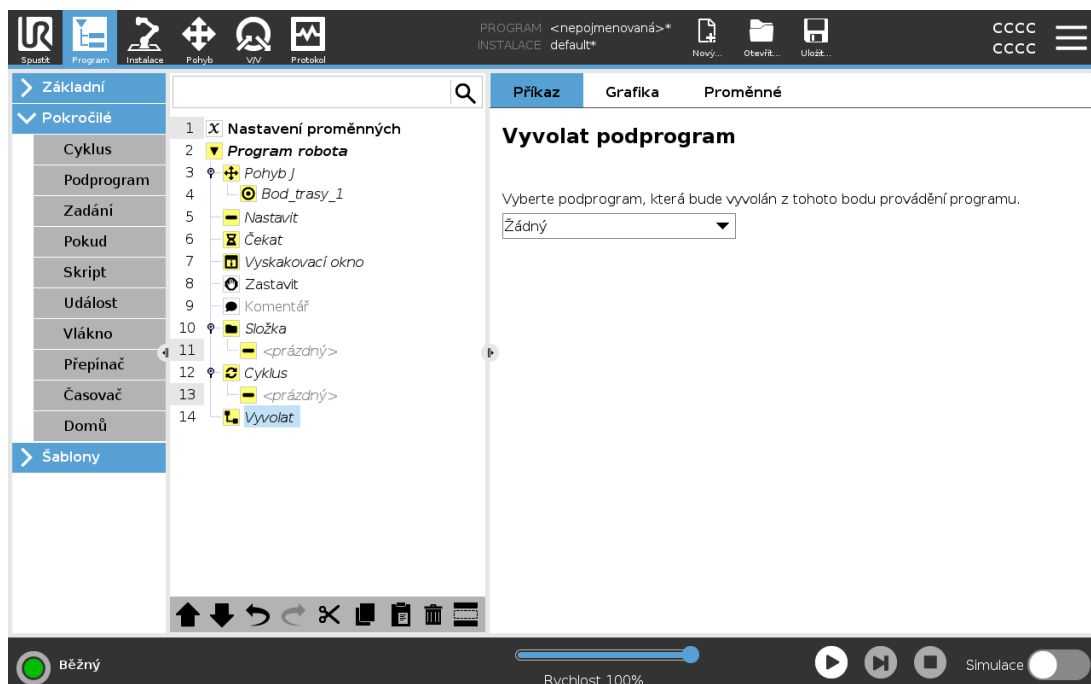 UR
PROGRAM <nepojmenovaná>*
INSTALACE default*
CCCC
CCCC
Spustit
Program
Instalace
Pohyb
V/V
Protokol
Nový...
Otevřít...
Uložit...
Základní
Pokročilé
Cyklus
Podprogram
Zadání
Pokud
Skript
Událost
Vlákno
Přepínač
Časovač
Domů
Šablony
1 X Nastavení proměnných
2 Program robota
3 Pohyb J
4 Bod_trasy_1
5 Nastavit
6 Čekat
7 Vyskakovací okno
8 Zastavit
9 Komentář
10 Složka
11 <prázdný>
12 Cyklus
13 <prázdný>
14 Vyvolat
Příkaz
Grafika
Proměnné
Vyvolat podprogram
Vyberte podprogram, která bude vyvolán z tohoto bodu provádění programu.
Žádný
Běžný
Rychlost 100%
Simulace